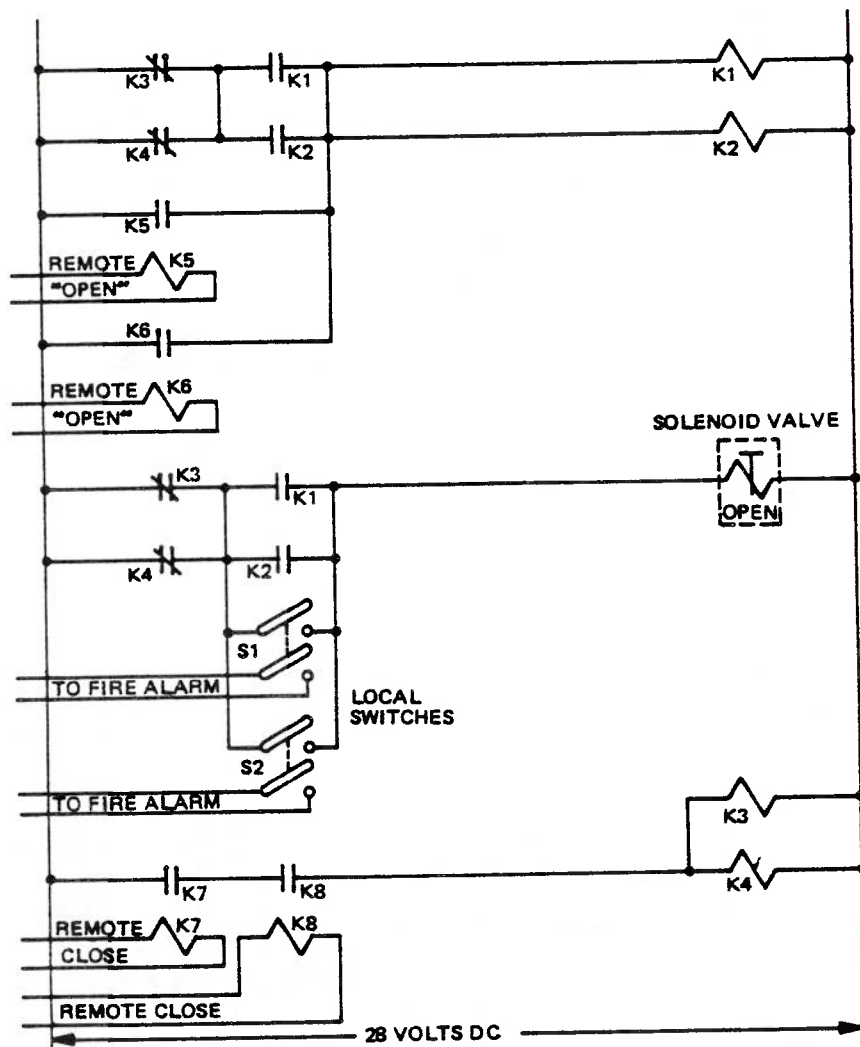 K3
K1
K1
K4
K2
K2
K5
REMOTE K5
"OPEN"
K6
REMOTE K6
"OPEN"
SOLENOID VALVE
K3
K1
OPEN
K4
K2
S1
TO FIRE ALARM
LOCAL
SWITCHES
S2
TO FIRE ALARM
K3
K7
K8
K4
REMOTE K7
CLOSE
K8
REMOTE CLOSE
28 VOLTS DC